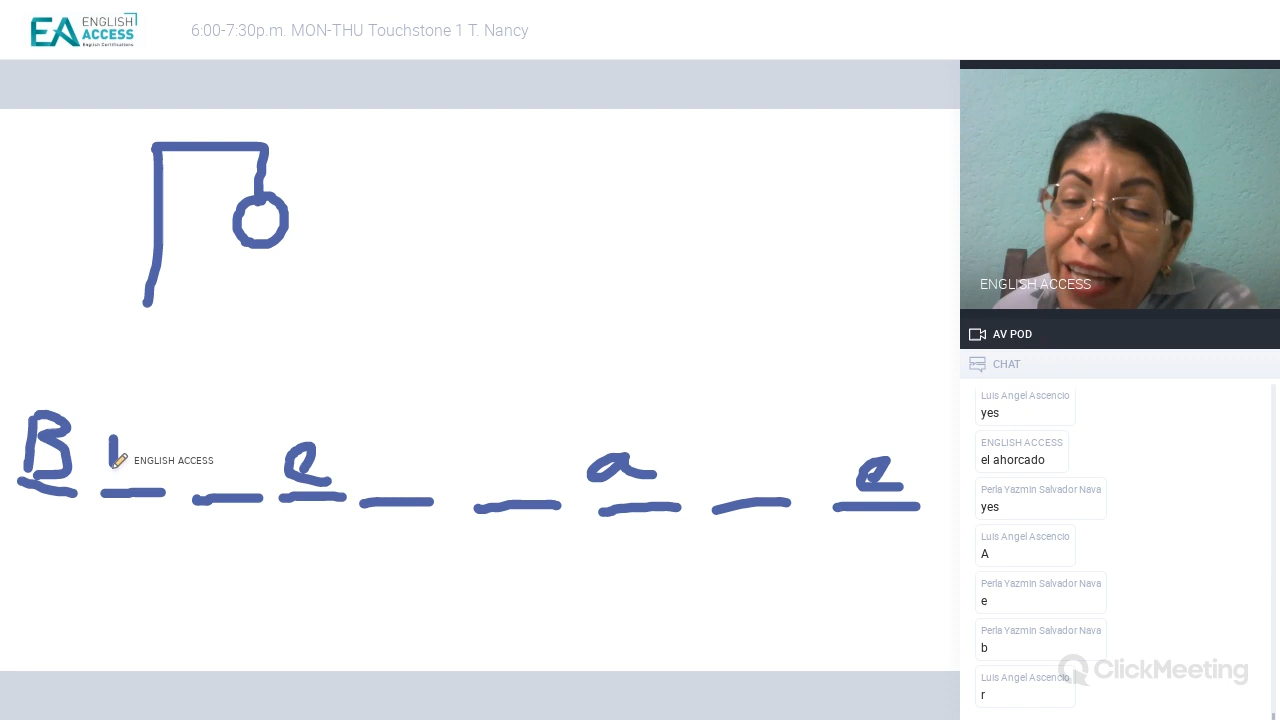 EA ENGLISH ACCESS
English Certifications
6:00-7:30p.m. MON-THU Touchstone 1 T. Nancy
ENGLISH ACCESS
AV POD
CHAT
Luis Angel Ascencio
yes
ENGLISH ACCESS
el ahorcado
Perla Yazmin Salvador Nava
yes
Luis Angel Ascencio
A
Perla Yazmin Salvador Nava
e
Perla Yazmin Salvador Nava
b
Luis Angel Ascencio
r
ClickMeeting
B _ _ e _ _ a _ e
ENGLISH ACCESS